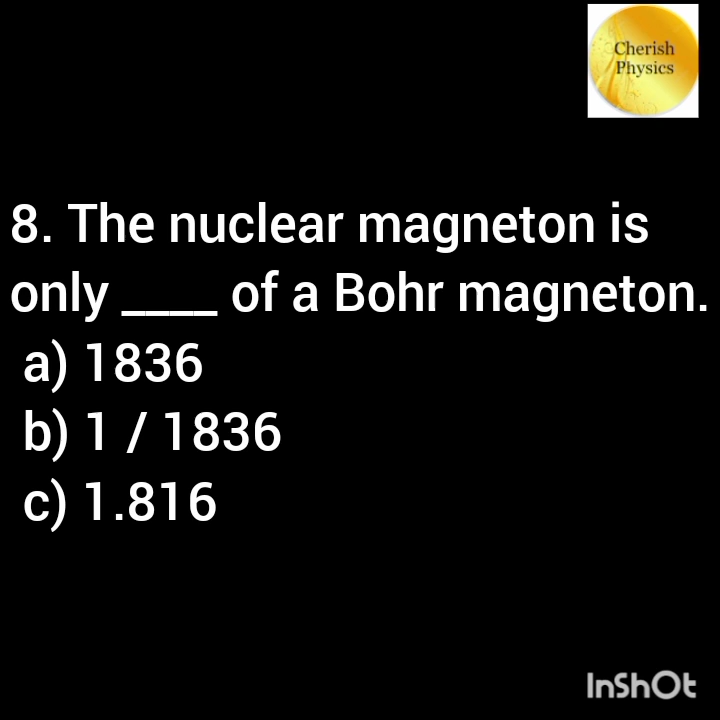 Cherish
Physics
8. The nuclear magneton is
only ____ of a Bohr magneton.
a) 1836
b) 1 / 1836
c) 1.816
InShOt